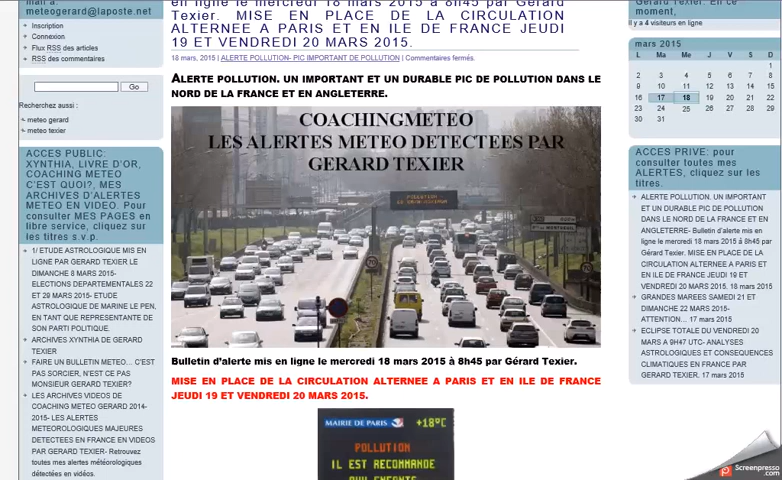 mail à:
meteogerard@laposte.net
Inscription
Connexion
Flux RSS des articles
RSS des commentaires
Go
Recherchez aussi :
meteo gerard
meteo texier
ACCES PUBLIC:
XYNTHIA, LIVRE D'OR,
COACHING METEO
C'EST QUOI?, MES
ARCHIVES D'ALERTES
METEO EN VIDEO. Pour
consulter MES PAGES en
libre service, cliquez sur
les titres s.v.p.
1/ ETUDE ASTROLOGIQUE MIS EN
LIGNE PAR GERARD TEXIER LE
DIMANCHE 8 MARS 2015-
ELECTIONS DEPARTEMENTALES 22
ET 29 MARS 2015- ETUDE
ASTROLOGIQUE DE MARINE LE PEN,
EN TANT QUE REPRESENTANTE DE
SON PARTI POLITIQUE.
ARCHIVES XYNTHIA DE GERARD
TEXIER
FAIRE UN BULLETIN METEO… C'EST
PAS SORCIER, N'EST CE PAS
MONSIEUR GERARD TEXIER?
LES ARCHIVES VIDEOS DE
COACHING METEO GERARD 2014-
2015- LES ALERTES
METEOROLOGIQUES MAJEURES
DETECTEES EN FRANCE EN VIDEOS
PAR GERARD TEXIER- Retrouvez
toutes mes alertes météorologiques
détectées en vidéos.
en ligne le mercredi 18 mars 2015 à 8h45 par Gérard
Texier. MISE EN PLACE DE LA CIRCULATION
ALTERNEE A PARIS ET EN ILE DE FRANCE JEUDI
19 ET VENDREDI 20 MARS 2015.
18 mars, 2015 | ALERTE POLLUTION- PIC IMPORTANT DE POLLUTION | Commentaires fermés.
ALERTE POLLUTION. UN IMPORTANT ET UN DURABLE PIC DE POLLUTION DANS LE
NORD DE LA FRANCE ET EN ANGLETERRE.
COACHINGMETEO
LES ALERTES METEO DETECTEES PAR
GERARD TEXIER
POLLUTION
70
70
Bulletin d'alerte mis en ligne le mercredi 18 mars 2015 à 8h45 par Gérard Texier.
MISE EN PLACE DE LA CIRCULATION ALTERNEE A PARIS ET EN ILE DE FRANCE
JEUDI 19 ET VENDREDI 20 MARS 2015.
MAIRIE DE PARIS +18°C
POLLUTION
IL EST RECOMMANDE
QUE ENFANTS
Gérard Texier: En ce
moment,
Il y a 4 visiteurs en ligne
mars 2015
L Ma Me J V S D
1
2 3 4 5 6 7 8
9 10 11 12 13 14 15
16 17 18 19 20 21 22
23 24 25 26 27 28 29
30 31
ACCES PRIVE: pour
consulter toutes mes
ALERTES, cliquez sur les
titres.
ALERTE POLLUTION. UN IMPORTANT
ET UN DURABLE PIC DE POLLUTION
DANS LE NORD DE LA FRANCE ET EN
ANGLETERRE- Bulletin d'alerte mis en
ligne le mercredi 18 mars 2015 à 8h45 par
Gérard Texier. MISE EN PLACE DE LA
CIRCULATION ALTERNEE A PARIS ET
EN ILE DE FRANCE JEUDI 19 ET
VENDREDI 20 MARS 2015. 18 mars 2015
GRANDES MAREES SAMEDI 21 ET
DIMANCHE 22 MARS 2015-
ATTENTION… 17 mars 2015
ECLIPSE TOTALE DU VENDREDI 20
MARS A 9H47 UTC- ANALYSES
ASTROLOGIQUES ET CONSEQUENCES
CLIMATIQUES EN FRANCE PAR
GERARD TEXIER. 17 mars 2015
Screenpresso
.com